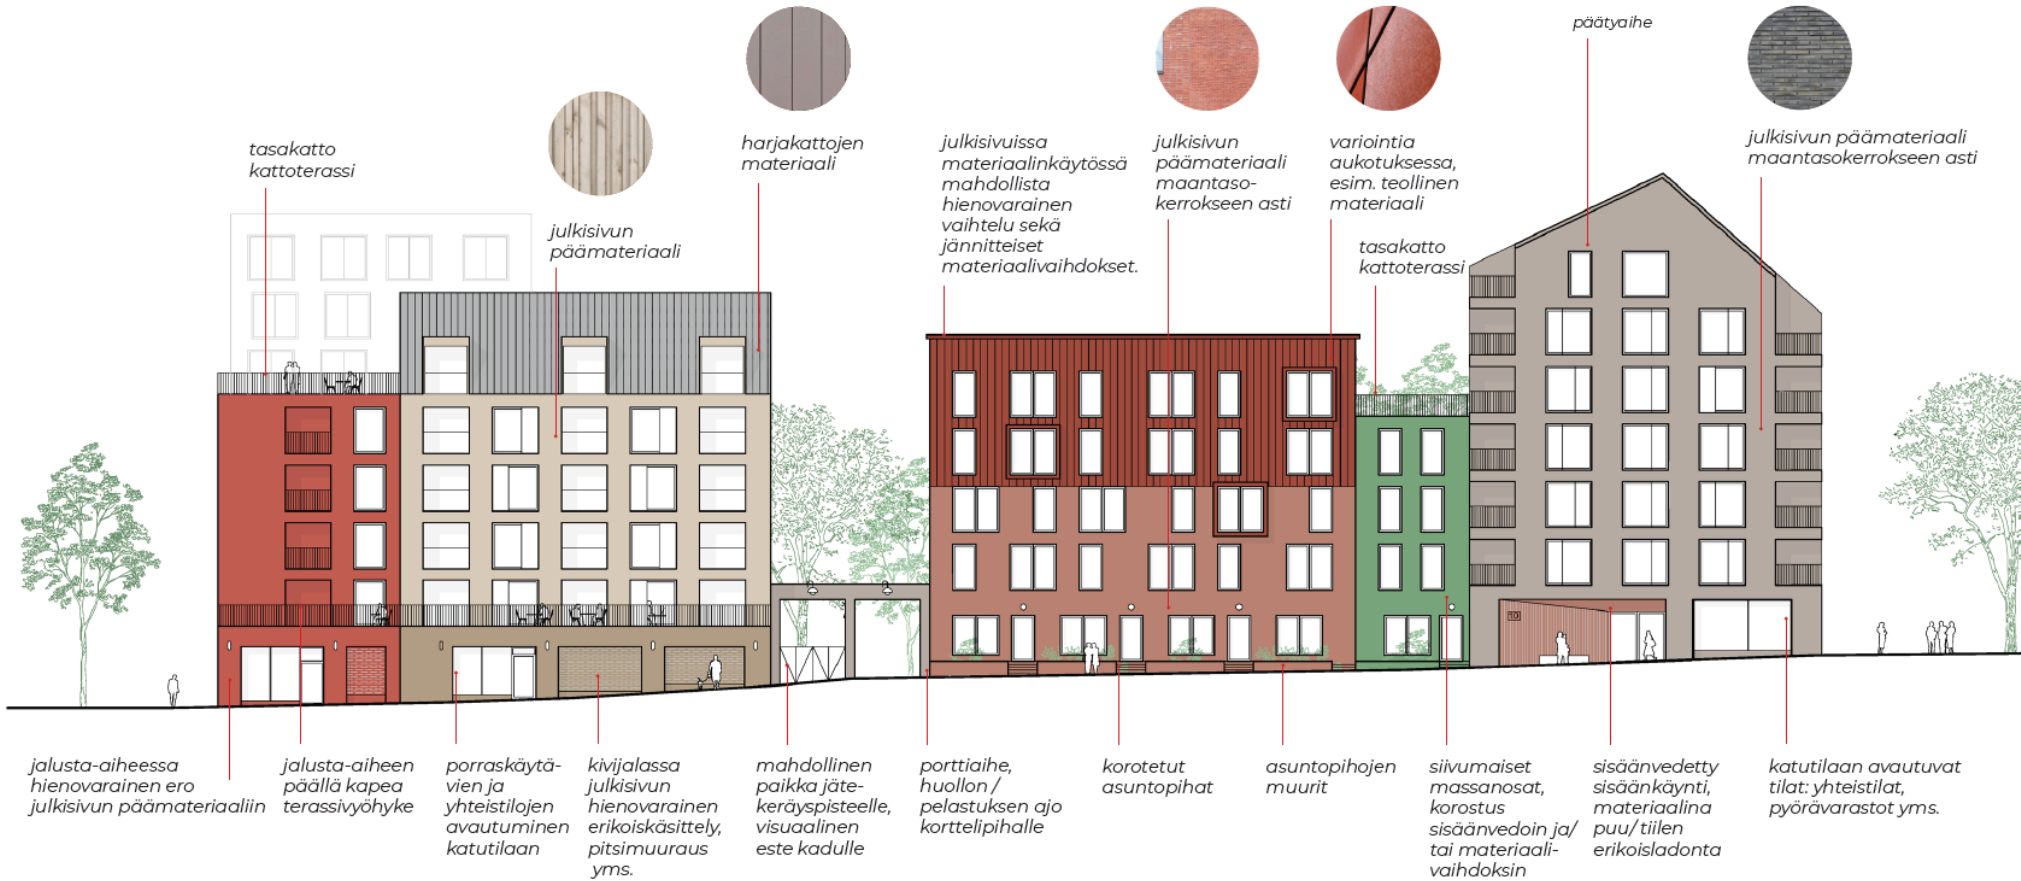 tasakatto
kattoterassi
julkisivun
päämateriaali
harjakattojen
materiaali
julkisivuissa
materiaalinkäytössä
mahdollista
hienovarainen
vaihtelu sekä
jännitteiset
materiaalivaihdokset.
julkisivun
päämateriaali
maantaso-
kerrokseen asti
variointia
aukotuksessa,
esim. teollinen
materiaali
tasakatto
kattoterassi
päätyaihe
julkisivun päämateriaali
maantasokerrokseen asti
10
jalusta-aiheessa
hienovarainen ero
julkisivun päämateriaaliin
jalusta-aiheen
päällä kapea
terassivyöhyke
porraskäytä-
vien ja
yhteistilojen
avautuminen
katutilaan
kivijalassa
julkisivun
hienovarainen
erikoiskäsittely,
pitsimuuraus
yms.
mahdollinen
paikka jäte-
keräyspisteelle,
visuaalinen
este kadulle
porttiaihe,
huollon /
pelastuksen ajo
korttelipihalle
korotetut
asuntopihat
asuntopihojen
muurit
siivumaiset
massanosat,
korostus
sisäänvedoin ja/
tai materiaali-
vaihdoksin
sisäänvedetty
sisäänkäynti,
materiaalina
puu/tiilen
erikoisladonta
katutilaan avautuvat
tilat: yhteistilat,
pyörävarastot yms.